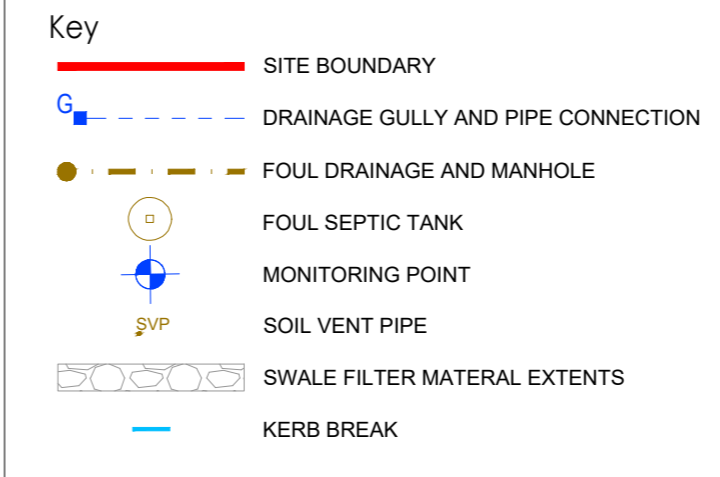 Key
SITE BOUNDARY
G DRAINAGE GULLY AND PIPE CONNECTION
FOUL DRAINAGE AND MANHOLE
FOUL SEPTIC TANK
MONITORING POINT
SVP SOIL VENT PIPE
SWALE FILTER MATERAL EXTENTS
KERB BREAK